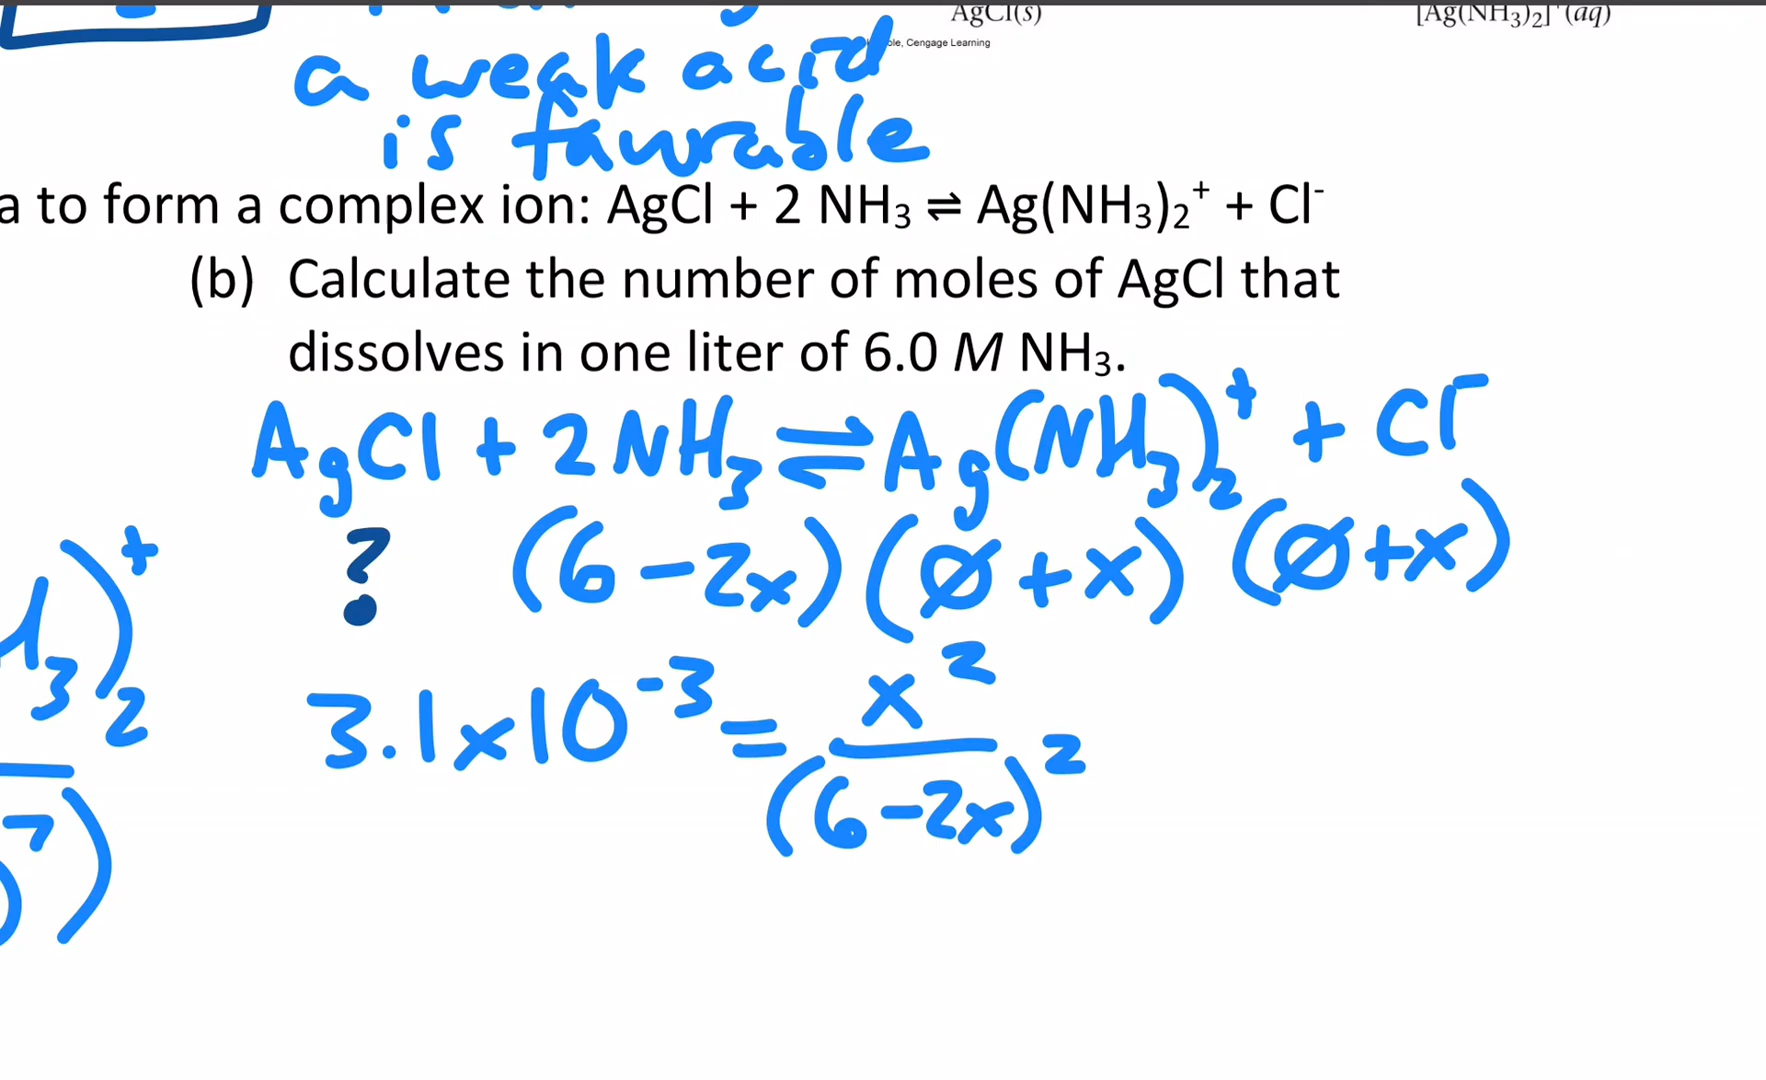 AgCl(s) [Ag(NH₃)₂]⁺(aq)
ble, Cengage Learning
a weak acid
is favorable
a to form a complex ion: AgCl + 2 NH₃ ⇌ Ag(NH₃)₂⁺ + Cl⁻
(b) Calculate the number of moles of AgCl that
dissolves in one liter of 6.0 M NH₃.
AgCl + 2NH₃ ⇌ Ag(NH₃)₂⁺ + Cl⁻
? (6-2x) (Ø+x) (Ø+x)
3.1x10⁻³ = x²
(6-2x)²